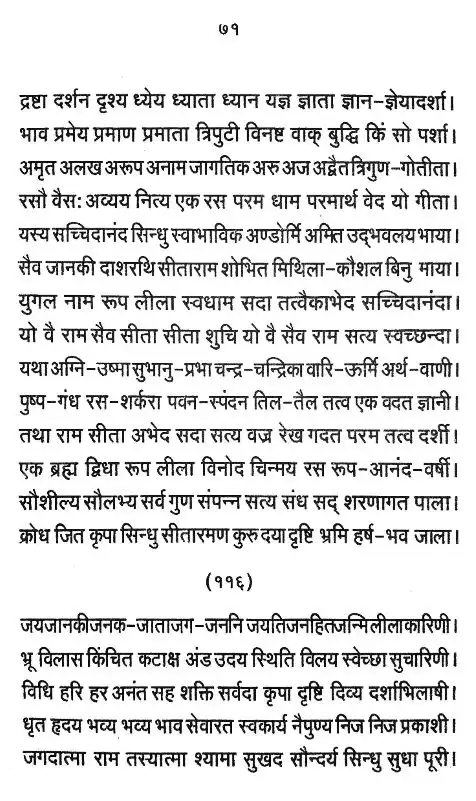 ७१
द्रष्टा दर्शन दृश्य ध्येय ध्याता ध्यान यज्ञ ज्ञाता ज्ञान-ज्ञेयादर्शा।
भाव प्रमेय प्रमाण प्रमाता त्रिपुटी विनष्ट वाक् बुद्धि किं सो पर्शा।
अमृत अलख अरूप अनाम जागतिक अरु अज अद्वैत त्रिगुण-गोतीता।
रसौ वैसः अव्यय नित्य एक रस परम धाम परमार्थ वेद यो गीता।
यस्य सच्चिदानंद सिन्धु स्वाभाविक अण्डोर्मि अमित उद्भवलय भाया।
सैव जानकी दाशरथि सीताराम शोभित मिथिला-कौशल बिनु माया।
युगल नाम रूप लीला स्वधाम सदा तत्वैकाभेद सच्चिदानंदा।
यो वै राम सैव सीता सीता शुचि यो वै सैव राम सत्य स्वच्छन्दा।
यथा अग्नि-उष्मा सुभानु-प्रभा चन्द्र-चन्द्रिका वारि-ऊर्मि अर्थ-वाणी।
पुष्प-गंध रस-शर्करा पवन-स्पंदन तिल-तैल तत्व एक वदत ज्ञानी।
तथा राम सीता अभेद सदा सत्य वज्र रेख गदत परम तत्व दर्शी।
एक ब्रह्म द्विधा रूप लीला विनोद चिन्मय रस रूप-आनंद-वर्षी।
सौशील्य सौलभ्य सर्व गुण संपन्न सत्य संध सद् शरणागत पाला।
क्रोध जित कृपा सिन्धु सीतारमण कुरु दया दृष्टि भ्रमि हर्ष-भव जाला।
(११६)
जयजानकीजनक-जाताजग-जननि जयतिजनहितजन्मि लीलाकारिणी।
भ्रू विलास किंचित कटाक्ष अंड उदय स्थिति विलय स्वेच्छा सुचारिणी।
विधि हरि हर अनंत सह शक्ति सर्वदा कृपा दृष्टि दिव्य दर्शाभिलाषी।
धृत हृदय भव्य भव्य भाव सेवारत स्वकार्य नैपुण्य निज निज प्रकाशी।
जगदात्मा राम तस्यात्मा श्यामा सुखद सौन्दर्य सिन्धु सुधा पूरी।